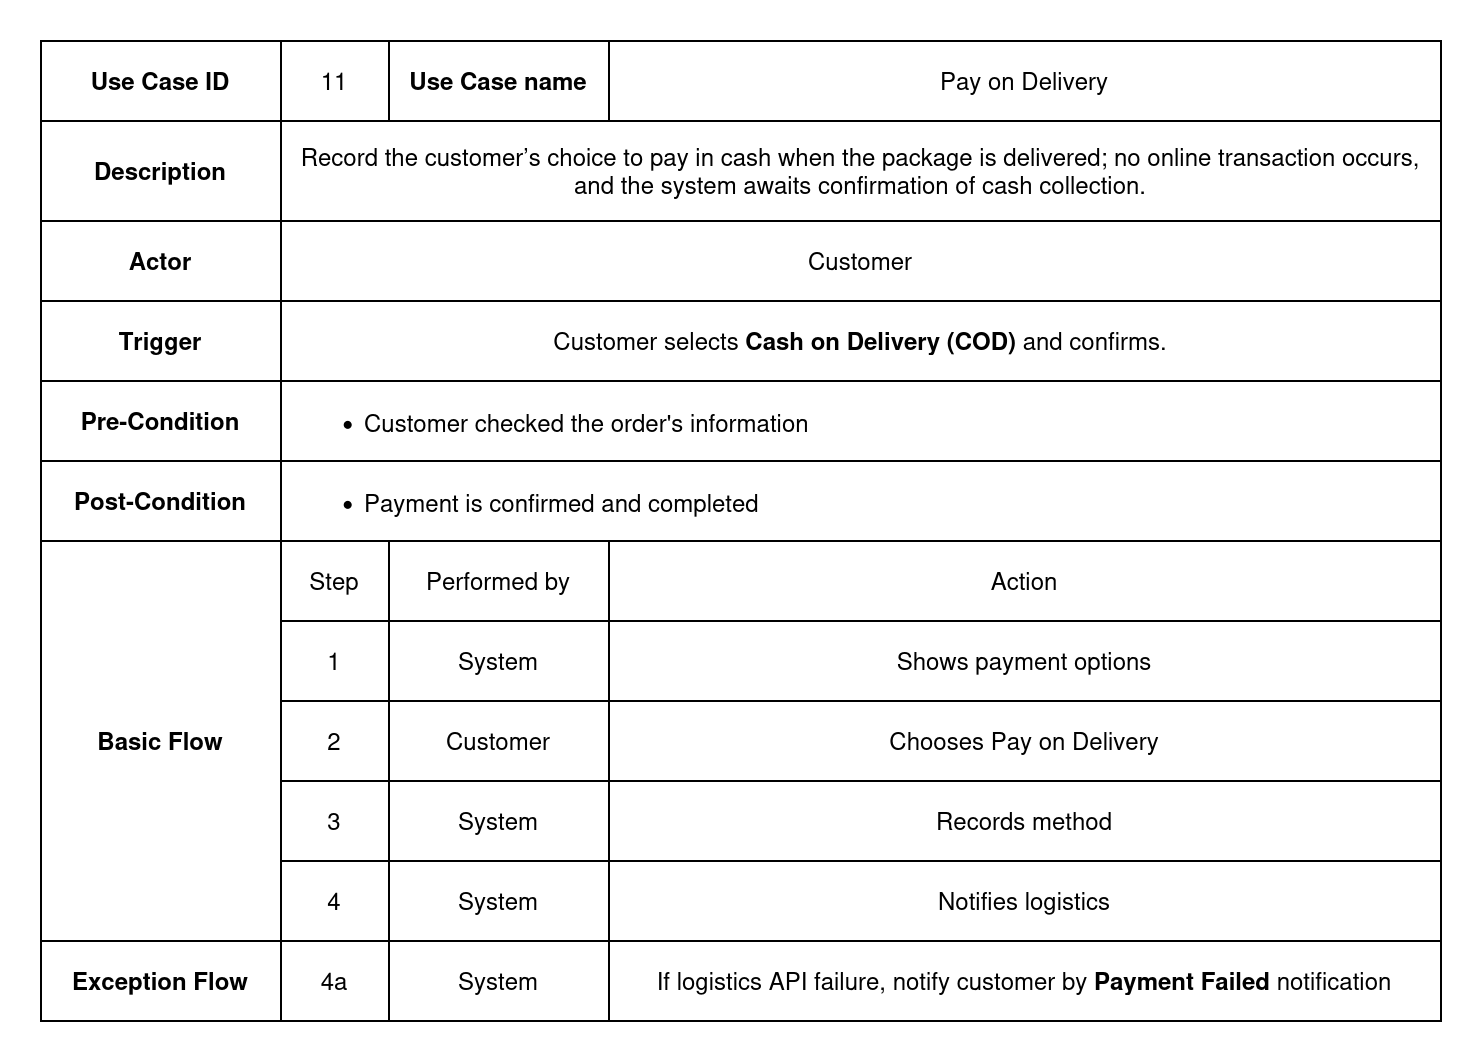 Use Case ID 11 Use Case name Pay on Delivery
Description Record the customer’s choice to pay in cash when the package is delivered; no online transaction occurs,
and the system awaits confirmation of cash collection.
Actor Customer
Trigger Customer selects Cash on Delivery (COD) and confirms.
Pre-Condition • Customer checked the order's information
Post-Condition • Payment is confirmed and completed
Basic Flow Step Performed by Action
1 System Shows payment options
2 Customer Chooses Pay on Delivery
3 System Records method
4 System Notifies logistics
Exception Flow 4a System If logistics API failure, notify customer by Payment Failed notification